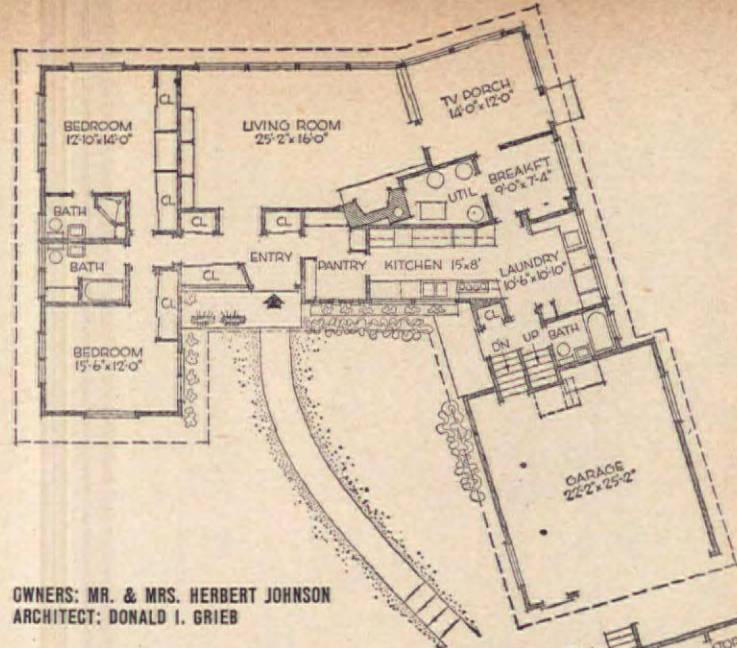 BEDROOM
12'-10"x14'-0"
CL
CL
LIVING ROOM
25'-2"x16'-0"
TV PORCH
14'-0"x12'-0"
BREAKF'T
9'-0"x7'-4"
UTIL
BATH
BATH
CL
CL
CL
CL
ENTRY
PANTRY
KITCHEN 15'x8'
LAUNDRY
10'-6"x10'-10"
CL
D'N
UP
BATH
BEDROOM
15'-6"x12'-0"
GARAGE
22'-2"x25'-2"
OWNERS: MR. & MRS. HERBERT JOHNSON
ARCHITECT: DONALD I. GRIEB